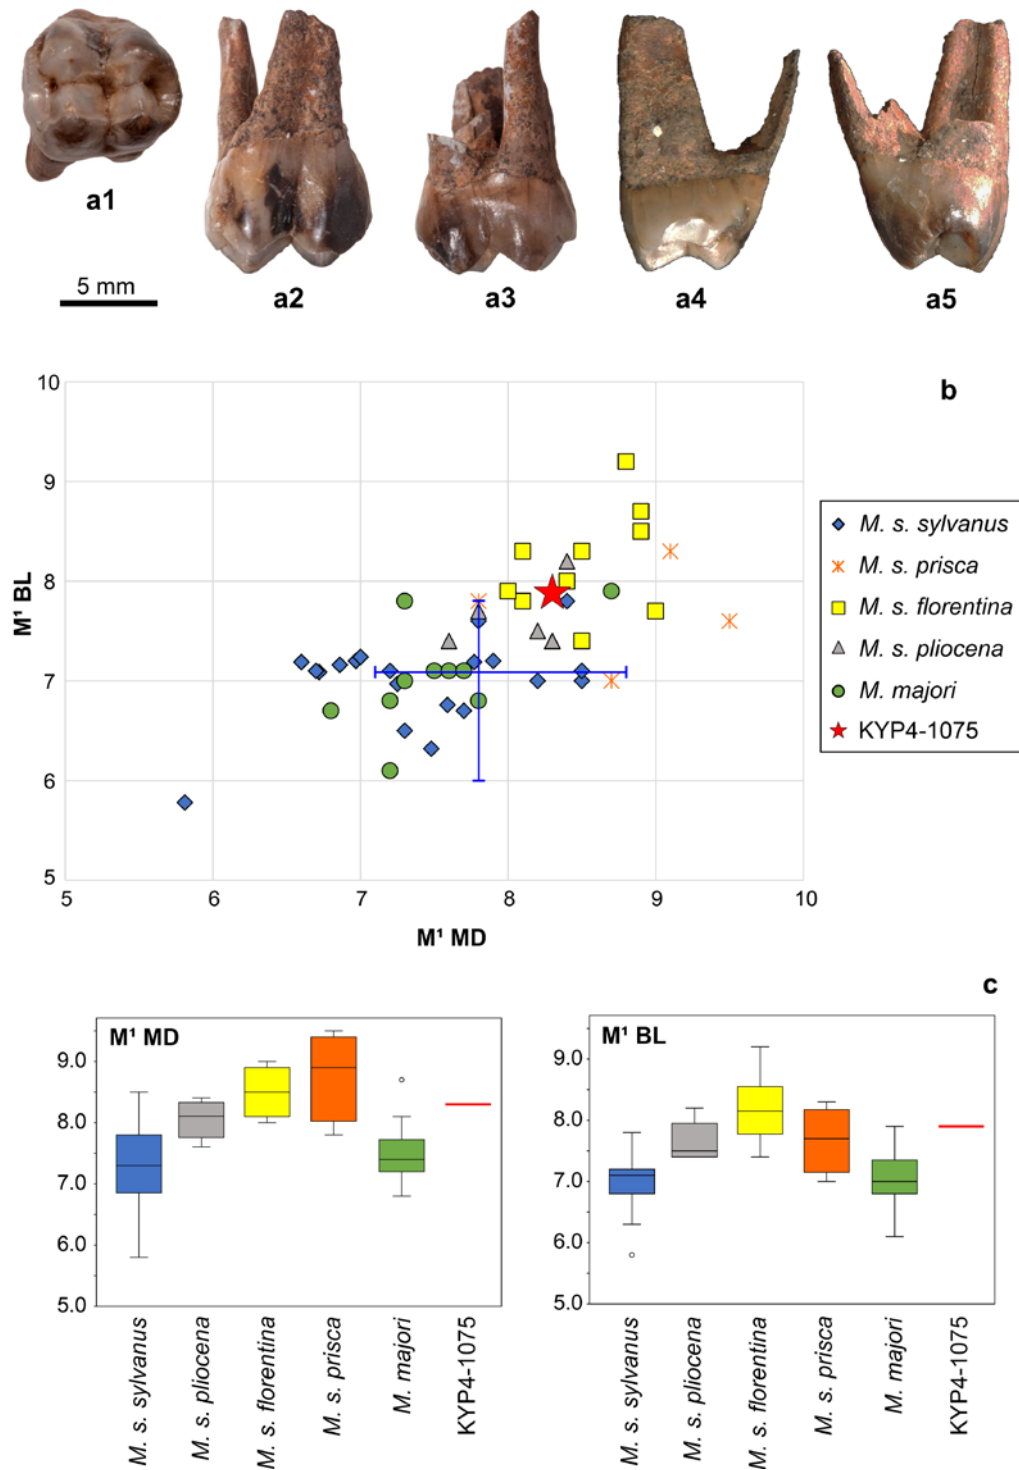 a1
a2
a3
a4
a5
5 mm
b
10
9
8
7
6
5
5 6 7 8 9 10
M¹ BL
M¹ MD
M. s. sylvanus
M. s. prisca
M. s. florentina
M. s. pliocena
M. majori
KYP4-1075
c
M¹ MD
9.0
8.0
7.0
6.0
5.0
M. s. sylvanus
M. s. pliocena
M. s. florentina
M. s. prisca
M. majori
KYP4-1075
M¹ BL
9.0
8.0
7.0
6.0
5.0
M. s. sylvanus
M. s. pliocena
M. s. florentina
M. s. prisca
M. majori
KYP4-1075